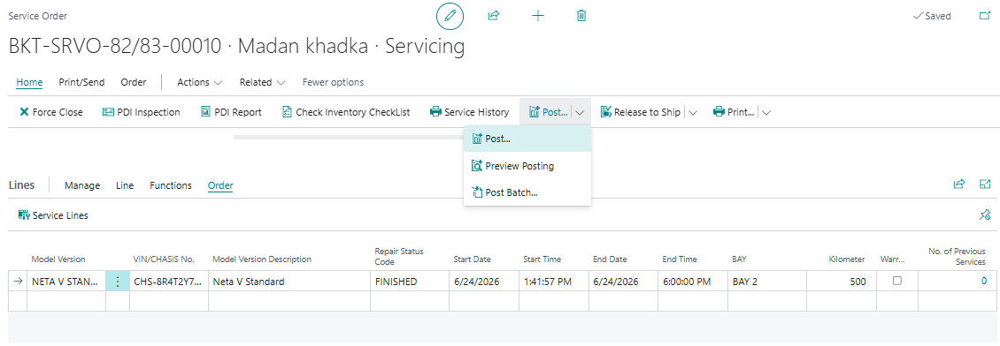 Service Order
Saved
BKT-SRVO-82/83-00010 · Madan khadka · Servicing
Home Print/Send Order Actions Related Fewer options
Force Close PDI Inspection PDI Report Check Inventory CheckList Service History Post... Release to Ship Print...
Post...
Preview Posting
Post Batch...
Lines Manage Line Functions Order
Service Lines
Model Version VIN/CHASIS No. Model Version Description Repair Status Code Start Date Start Time End Date End Time BAY Kilometer Warr... No. of Previous Services
NETA V STAN... CHS-8R4T2Y7... Neta V Standard FINISHED 6/24/2026 1:41:57 PM 6/24/2026 6:00:00 PM BAY 2 500 0